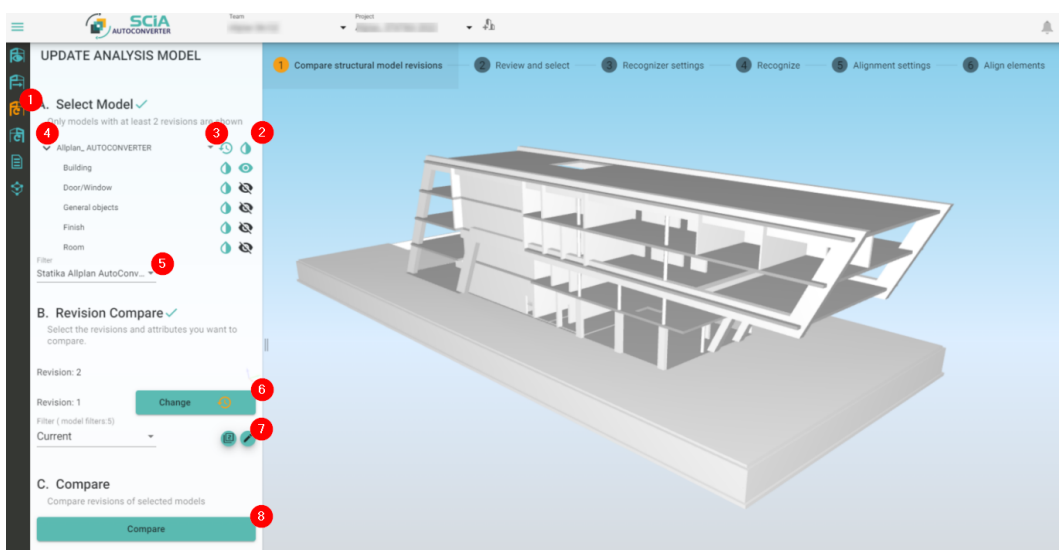 SCiA
AUTOCONVERTER
Team
Project
UPDATE ANALYSIS MODEL
1 Compare structural model revisions
2 Review and select
3 Recognizer settings
4 Recognize
5 Alignment settings
6 Align elements
1
A. Select Model
Only models with at least 2 revisions are shown
4
3
2
Allplan_ AUTOCONVERTER
Building
Door/Window
General objects
Finish
Room
Filter
Statika Allplan AutoConv...
5
B. Revision Compare
Select the revisions and attributes you want to
compare.
Revision: 2
Revision: 1
Change
6
Filter ( model filters:5)
Current
7
C. Compare
Compare revisions of selected models
8
Compare